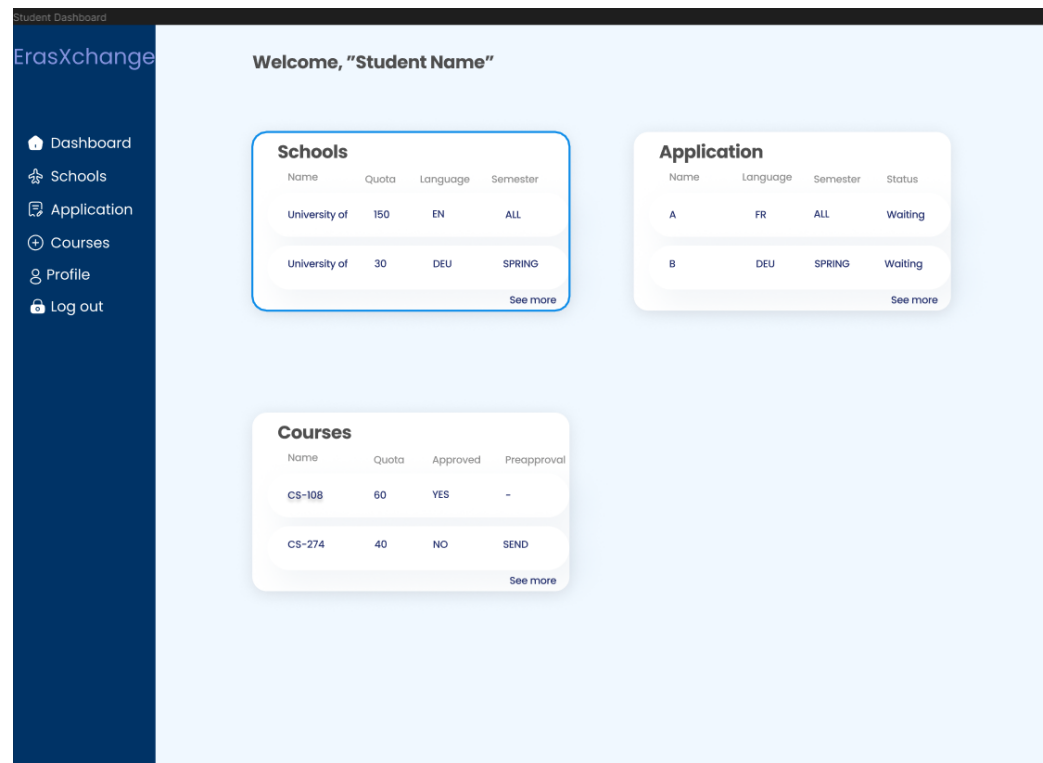 Student Dashboard
ErasXchange
Dashboard
Schools
Application
Courses
Profile
Log out
Welcome, ”Student Name”
Schools
Name Quota Language Semester
University of 150 EN ALL
University of 30 DEU SPRING
See more
Application
Name Language Semester Status
A FR ALL Waiting
B DEU SPRING Waiting
See more
Courses
Name Quota Approved Preapproval
CS-108 60 YES -
CS-274 40 NO SEND
See more